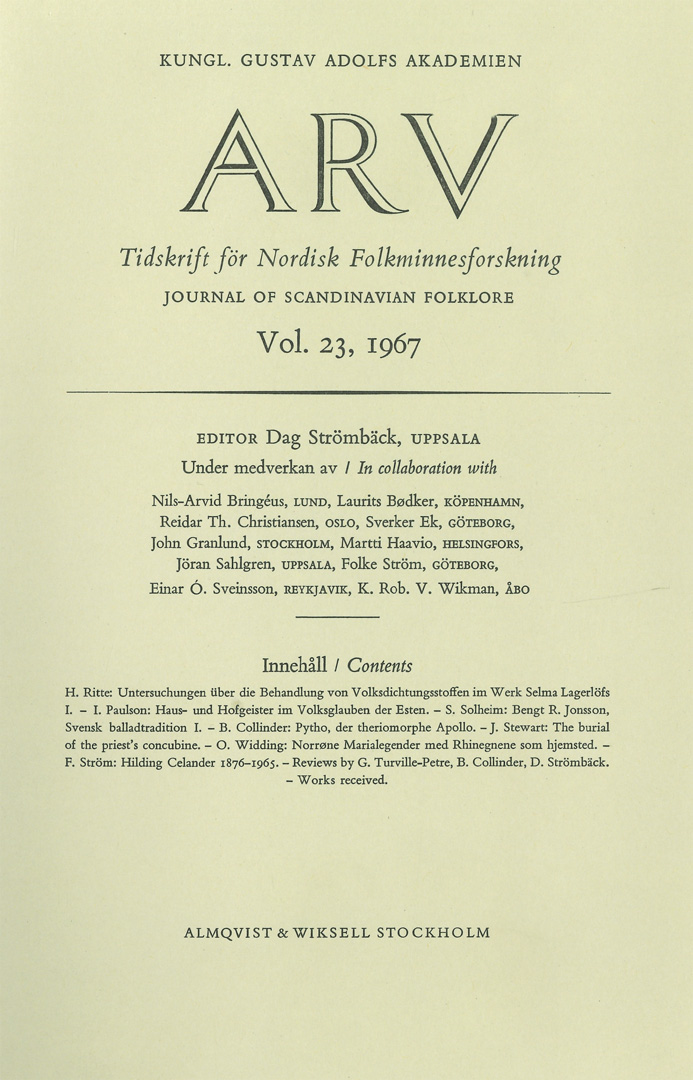 KUNGL. GUSTAV ADOLFS AKADEMIEN
ARV
Tidskrift för Nordisk Folkminnesforskning
JOURNAL OF SCANDINAVIAN FOLKLORE
Vol. 23, 1967
EDITOR Dag Strömbäck, UPPSALA
Under medverkan av / In collaboration with
Nils-Arvid Bringéus, LUND, Laurits Bødker, KÖPENHAMN,
Reidar Th. Christiansen, OSLO, Sverker Ek, GÖTEBORG,
John Granlund, STOCKHOLM, Martti Haavio, HELSINGFORS,
Jöran Sahlgren, UPPSALA, Folke Ström, GÖTEBORG,
Einar Ó. Sveinsson, REYKJAVIK, K. Rob. V. Wikman, ÅBO
Innehåll / Contents
H. Ritte: Untersuchungen über die Behandlung von Volksdichtungsstoffen im Werk Selma Lagerlöfs
I. – I. Paulson: Haus- und Hofgeister im Volksglauben der Esten. – S. Solheim: Bengt R. Jonsson,
Svensk balladtradition I. – B. Collinder: Pytho, der theriomorphe Apollo. – J. Stewart: The burial
of the priest's concubine. – O. Widding: Norrøne Marialegender med Rhinegnene som hjemsted. –
F. Ström: Hilding Celander 1876–1965. – Reviews by G. Turville-Petre, B. Collinder, D. Strömbäck.
– Works received.
ALMQVIST & WIKSELL STOCKHOLM